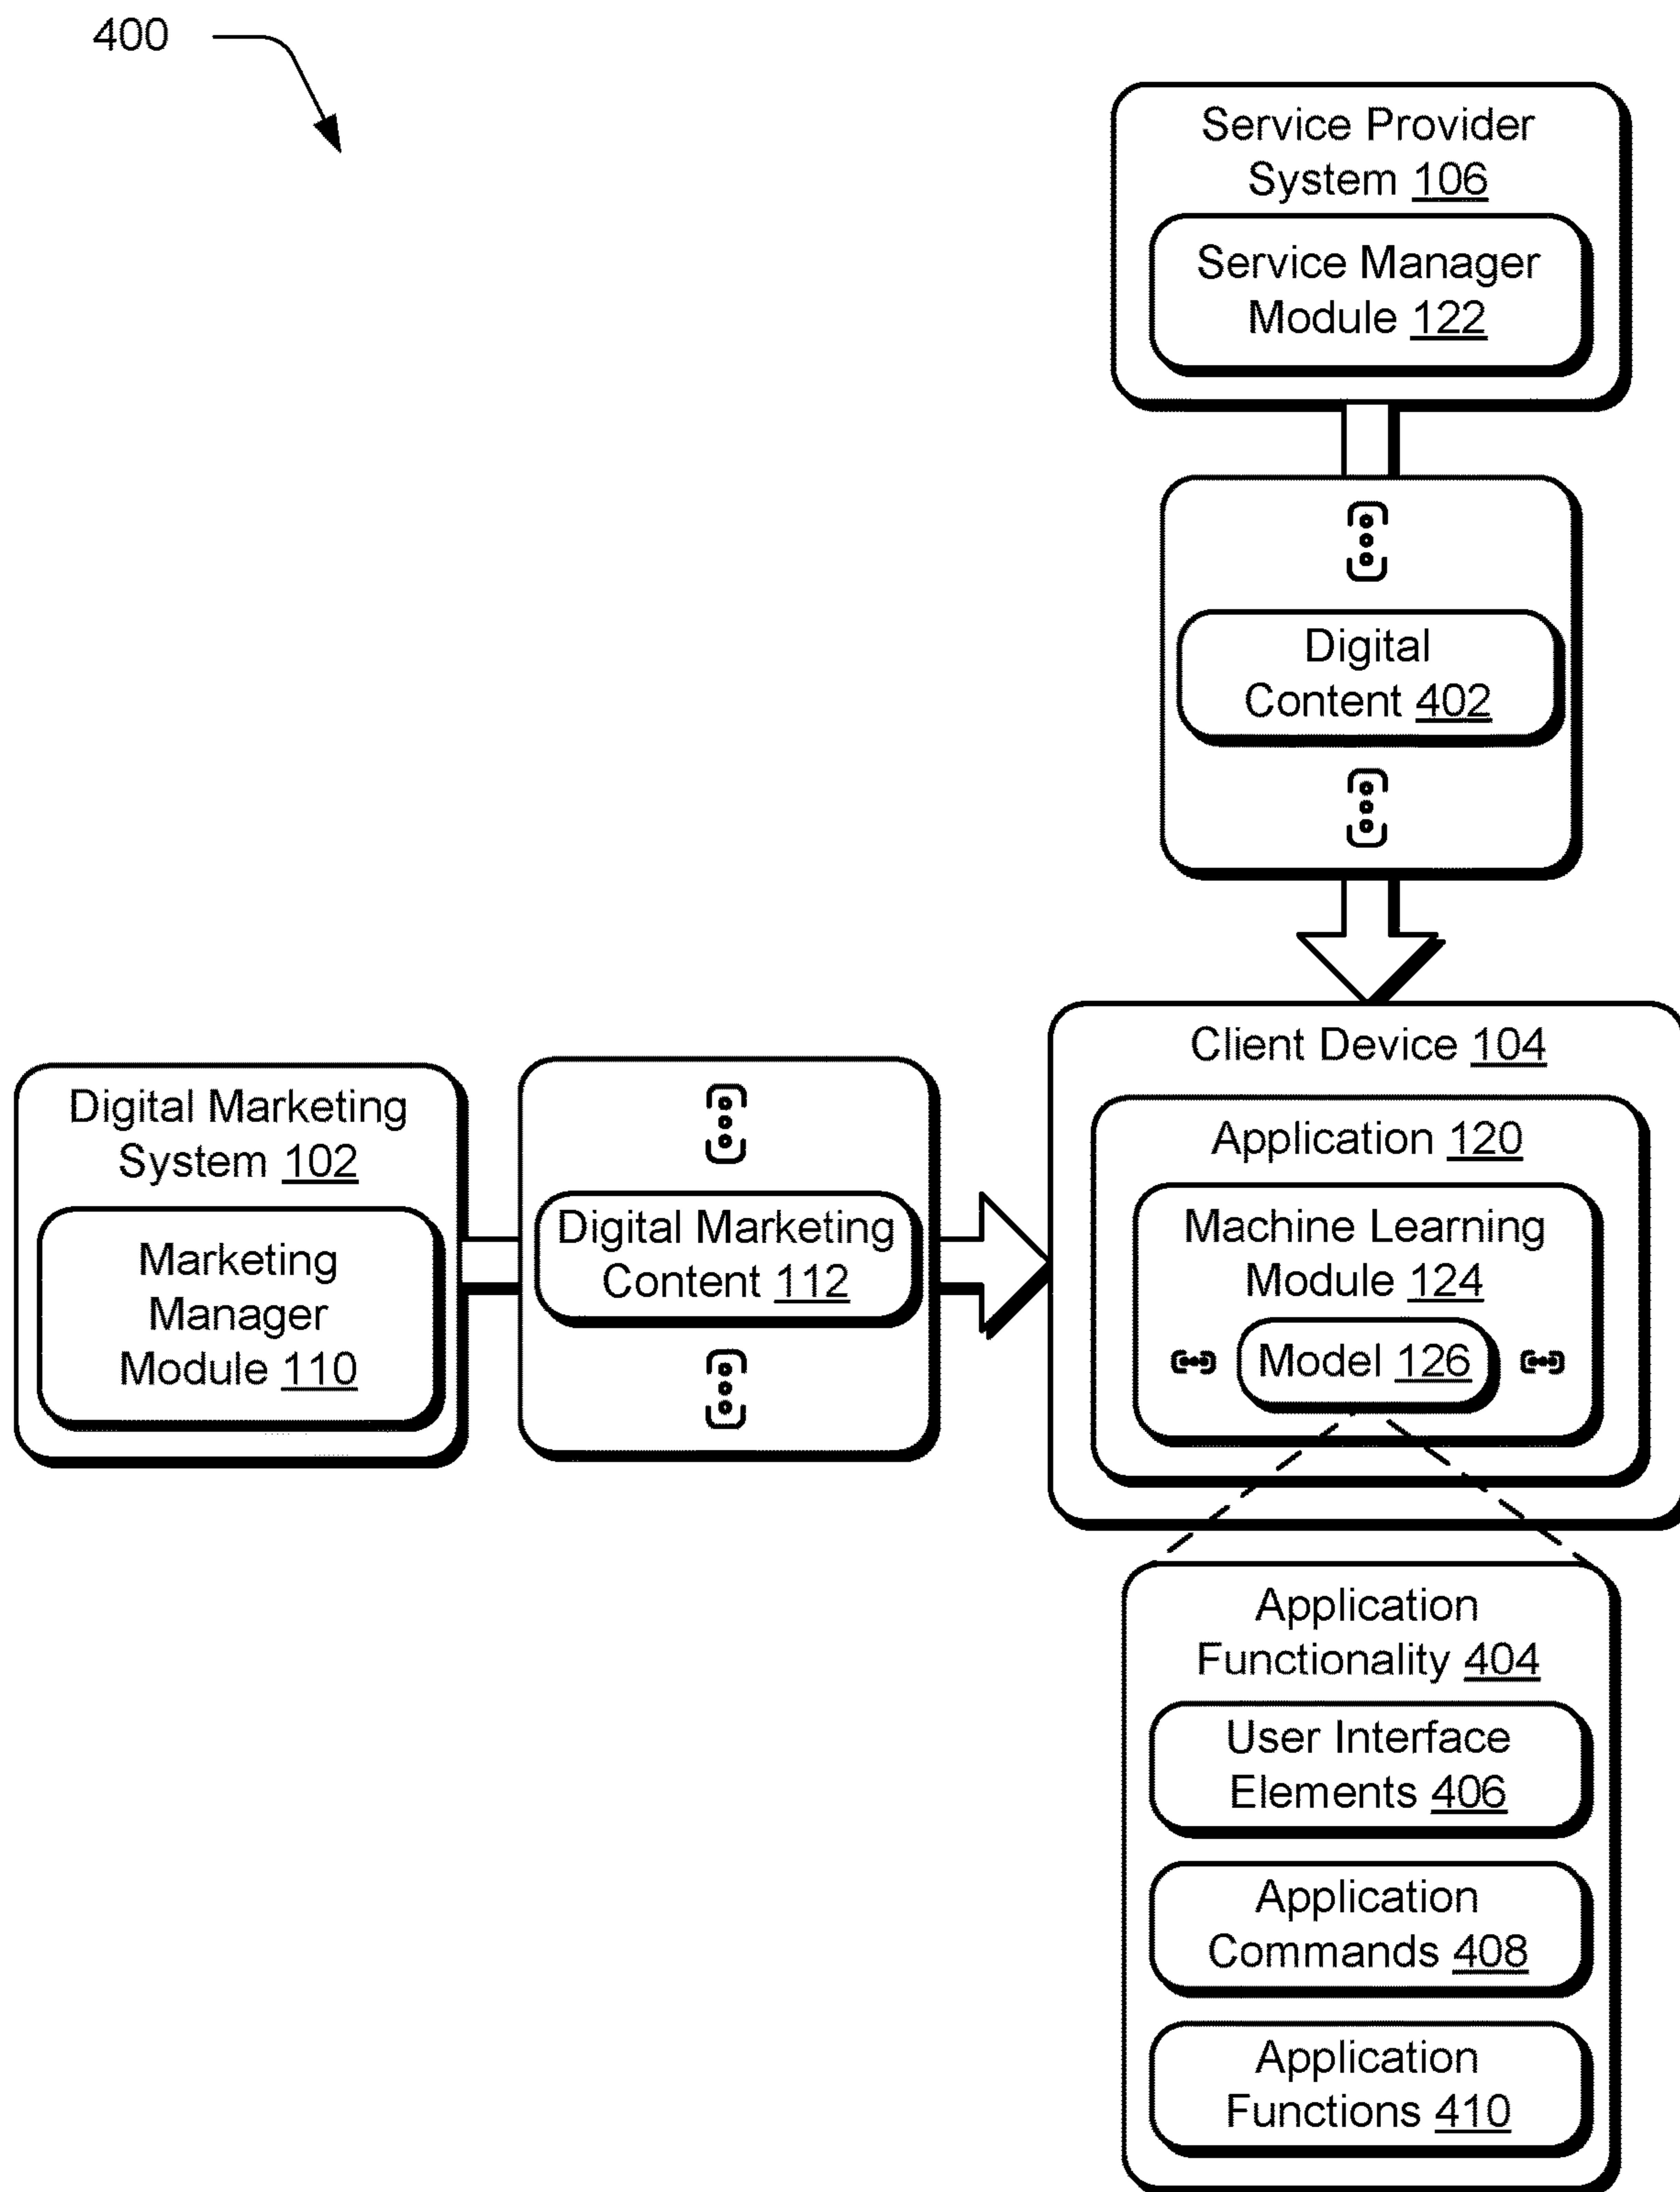 400
Service Provider
System 106
Service Manager
Module 122
Digital
Content 402
Client Device 104
Application 120
Machine Learning
Module 124
Model 126
Digital Marketing
System 102
Marketing
Manager
Module 110
Digital Marketing
Content 112
Application
Functionality 404
User Interface
Elements 406
Application
Commands 408
Application
Functions 410